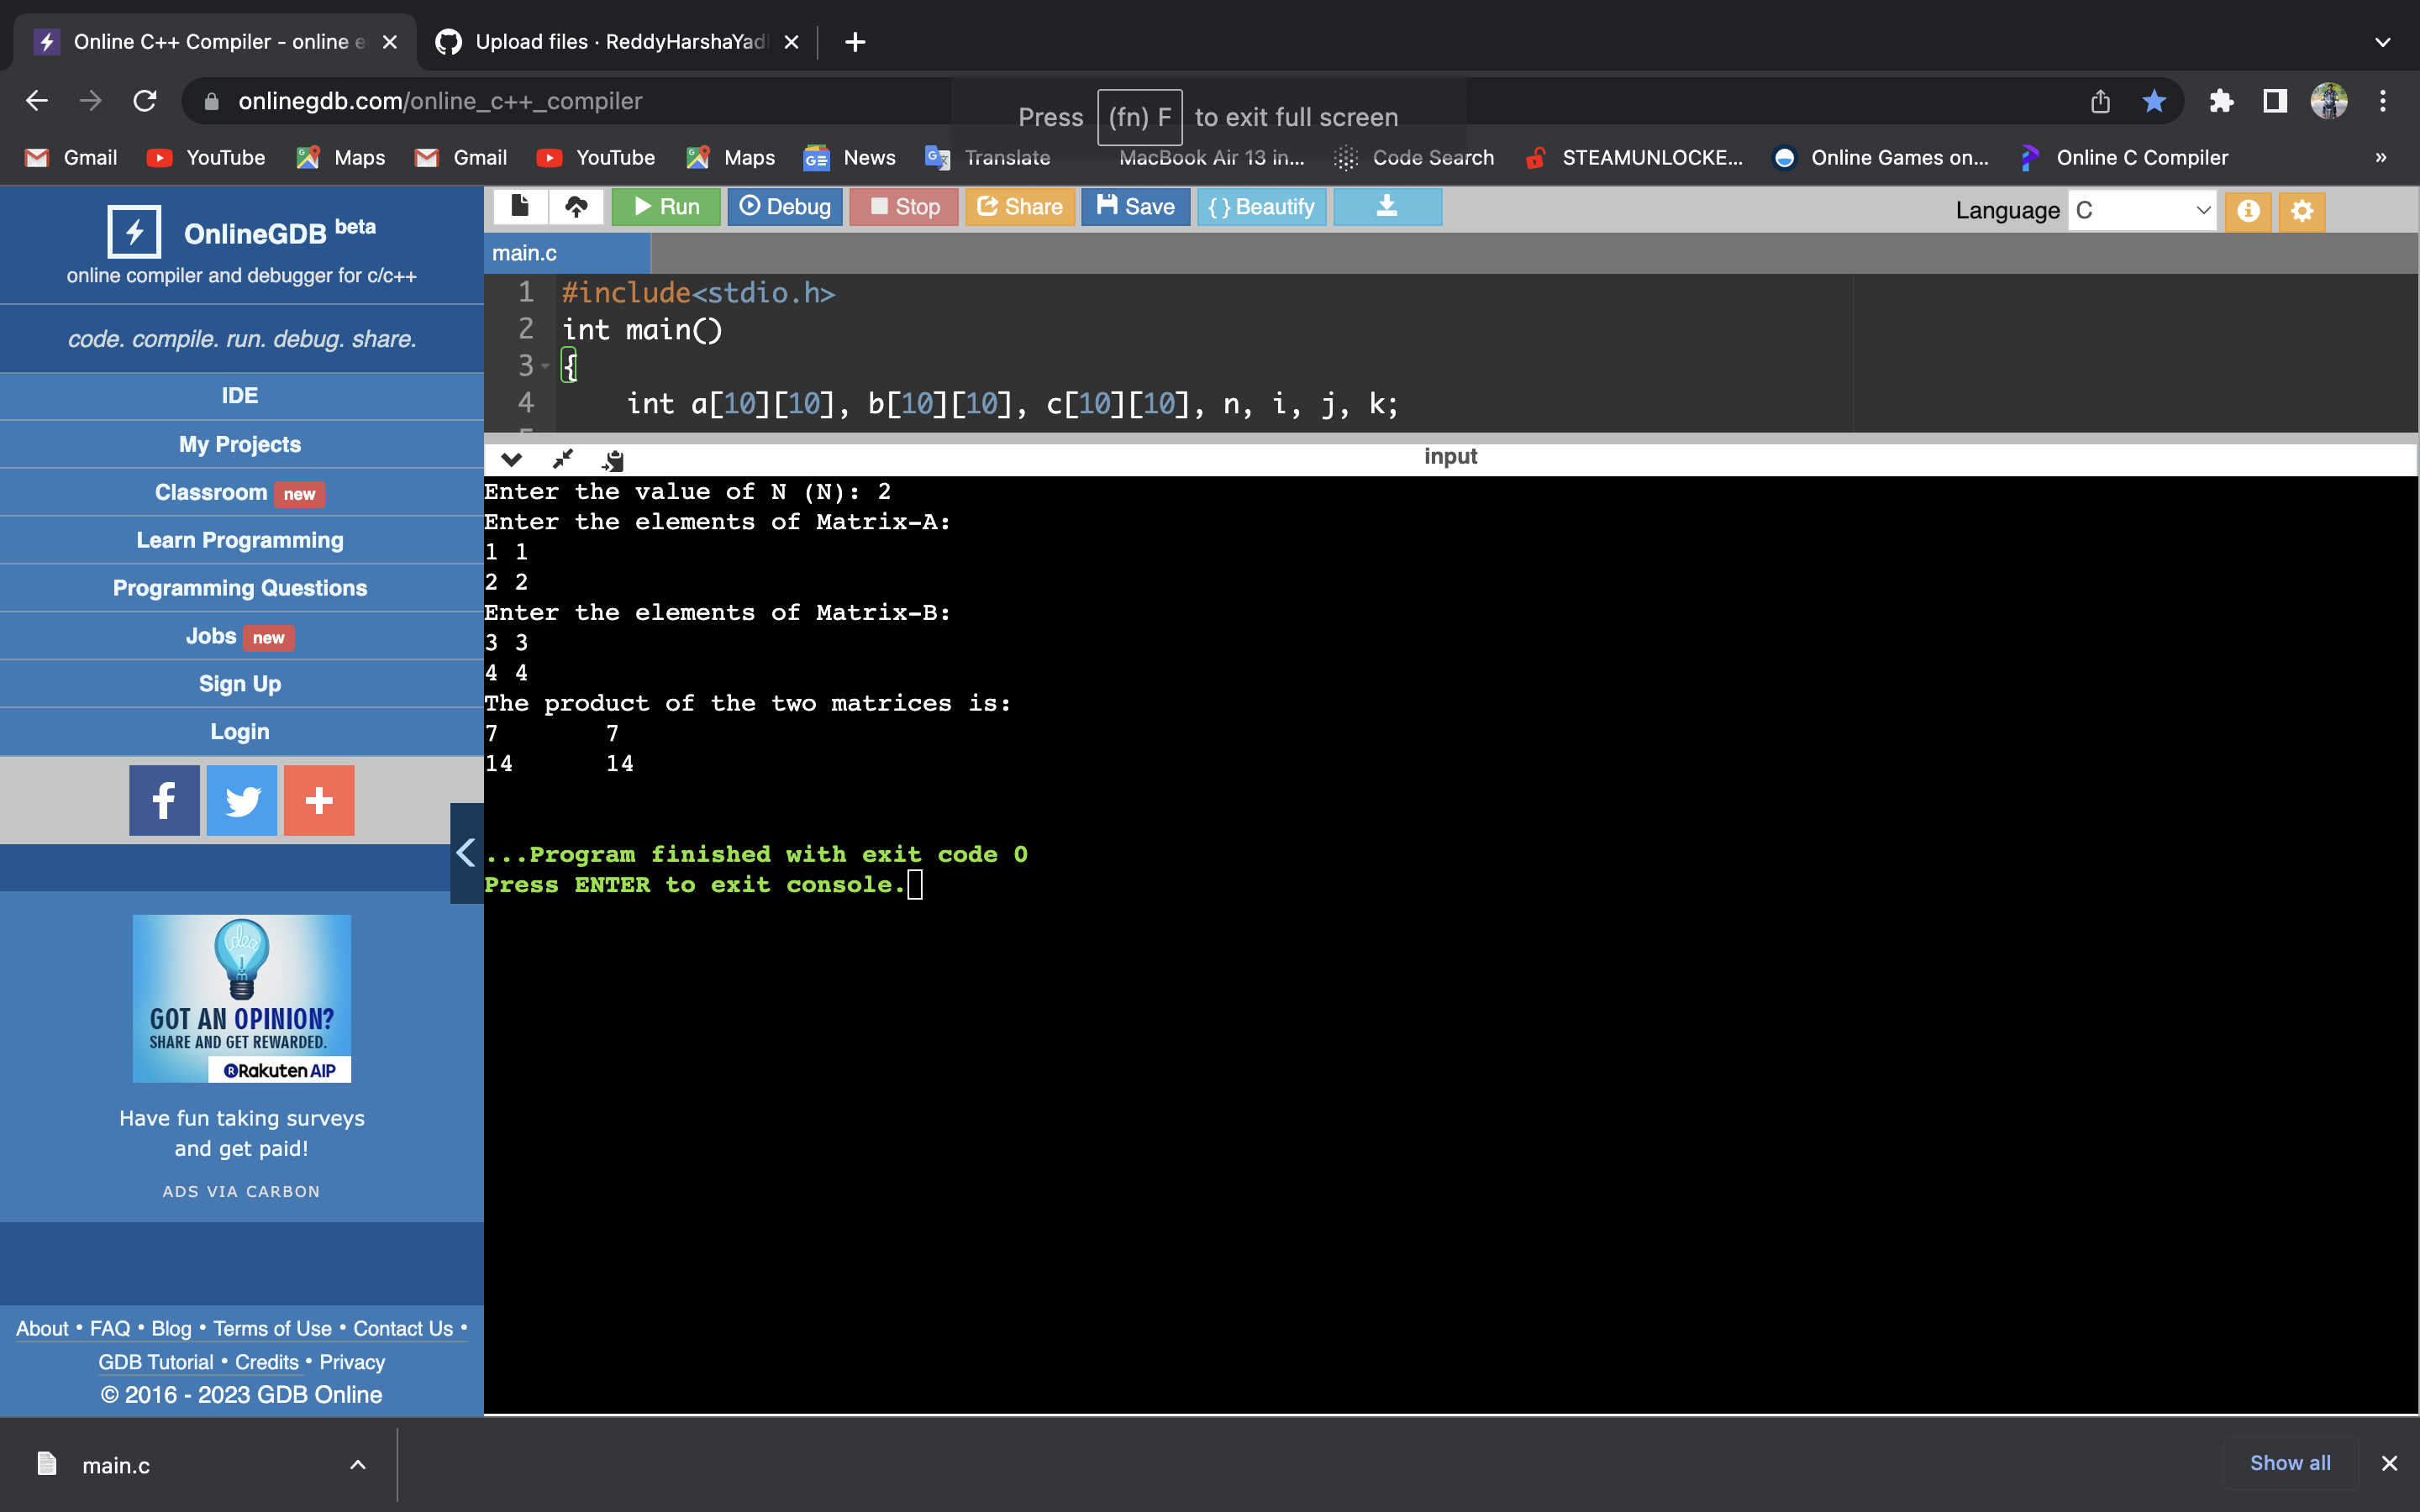 Online C++ Compiler - online e
Upload files · ReddyHarshaYad
onlinegdb.com/online_c++_compiler
Press (fn) F to exit full screen
Gmail YouTube Maps Gmail YouTube Maps News Translate MacBook Air 13 in... Code Search STEAMUNLOCKE... Online Games on... Online C Compiler »
OnlineGDB beta
online compiler and debugger for c/c++
code. compile. run. debug. share.
IDE
My Projects
Classroom new
Learn Programming
Programming Questions
Jobs new
Sign Up
Login
GOT AN OPINION?
SHARE AND GET REWARDED.
Rakuten AIP
Have fun taking surveys
and get paid!
ADS VIA CARBON
About • FAQ • Blog • Terms of Use • Contact Us •
GDB Tutorial • Credits • Privacy
© 2016 - 2023 GDB Online
Run Debug Stop Share Save {} Beautify Language C
main.c
1 #include<stdio.h>
2 int main()
3 {
4 int a[10][10], b[10][10], c[10][10], n, i, j, k;
input
Enter the value of N (N): 2
Enter the elements of Matrix-A:
1 1
2 2
Enter the elements of Matrix-B:
3 3
4 4
The product of the two matrices is:
7 7
14 14
...Program finished with exit code 0
Press ENTER to exit console.
main.c
Show all